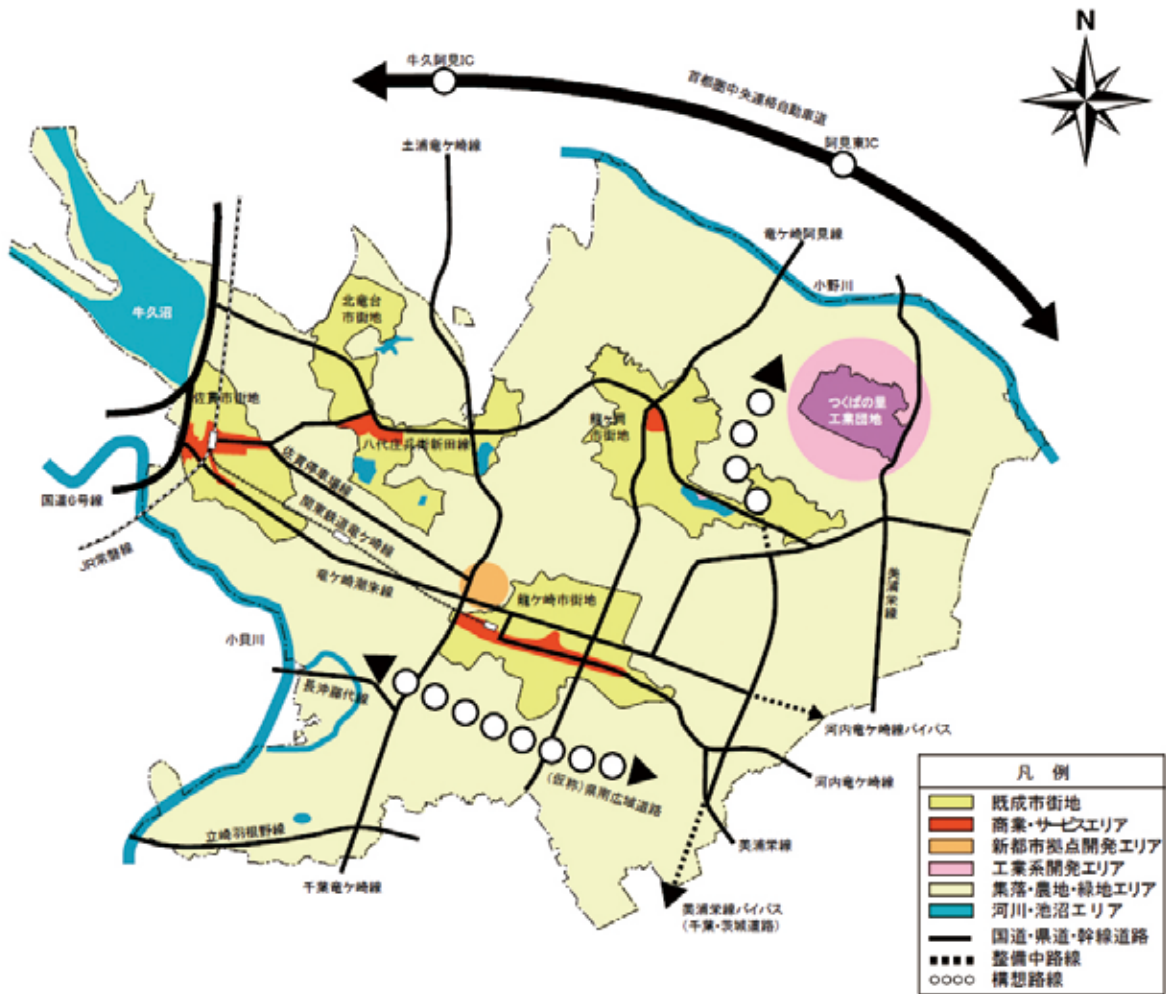 N
牛久阿見IC
首都圏中央連絡自動車道
阿見東IC
土浦竜ケ崎線
竜ケ崎阿見線
小野川
牛久沼
北竜台
市街地
つくばの里
工業団地
佐貫市街地
龍ケ岡
市街地
八代庄兵衛新田線
佐貫停車場線
国道6号線
関東鉄道竜ケ崎線
JR常磐線
竜ケ崎潮来線
龍ケ崎市街地
美浦栄線
小貝川
長沖藤代線
河内竜ケ崎線バイパス
(仮称)県南広域道路
河内竜ケ崎線
立崎羽根野線
美浦栄線
千葉竜ケ崎線
美浦栄線バイパス
(千葉・茨城道路)
凡 例
既成市街地
商業・サービスエリア
新都市拠点開発エリア
工業系開発エリア
集落・農地・緑地エリア
河川・池沼エリア
国道・県道・幹線道路
整備中路線
構想路線